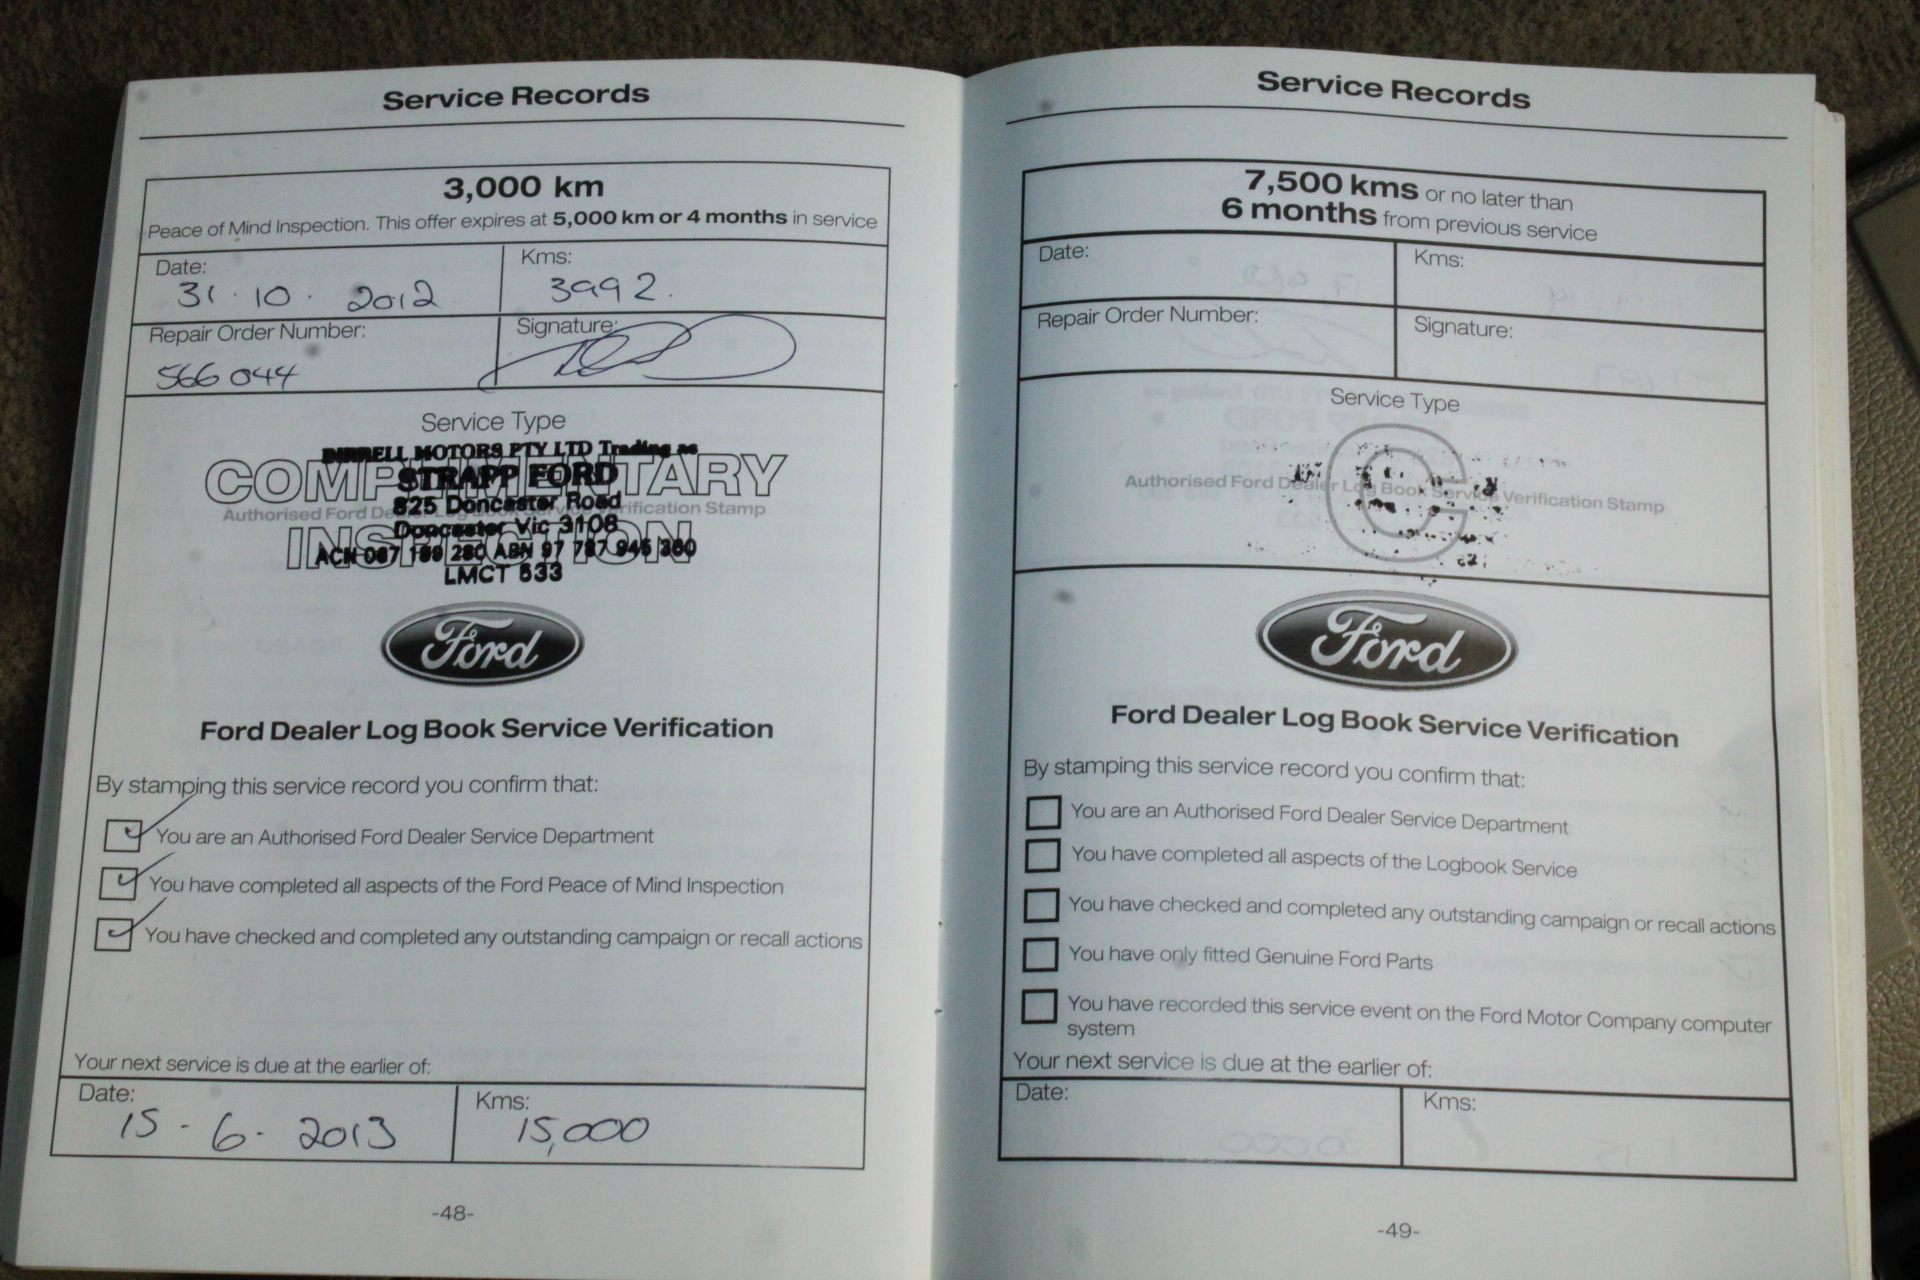 Service Records
3,000 km
Peace of Mind Inspection. This offer expires at 5,000 km or 4 months in service
Date:
31 . 10 . 2012
Kms:
3992.
Repair Order Number:
566044
Signature:
Service Type
COMPLIMENTARY
INSPECTION
Authorised Ford Dealer Log Book Service Verification Stamp
BIRRELL MOTORS PTY LTD Trading as
STRAPP FORD
825 Doncaster Road
Doncaster Vic 3108
LMCT 533
Ford
Ford Dealer Log Book Service Verification
By stamping this service record you confirm that:
You are an Authorised Ford Dealer Service Department
You have completed all aspects of the Ford Peace of Mind Inspection
You have checked and completed any outstanding campaign or recall actions
Your next service is due at the earlier of:
Date:
15 - 6 - 2013
Kms:
15,000
-48-
Service Records
7,500 kms or no later than
6 months from previous service
Date:
Kms:
Repair Order Number:
Signature:
Service Type
C
Authorised Ford Dealer Log Book Service Verification Stamp
Ford
Ford Dealer Log Book Service Verification
By stamping this service record you confirm that:
You are an Authorised Ford Dealer Service Department
You have completed all aspects of the Logbook Service
You have checked and completed any outstanding campaign or recall actions
You have only fitted Genuine Ford Parts
You have recorded this service event on the Ford Motor Company computer
system
Your next service is due at the earlier of:
Date:
Kms:
-49-